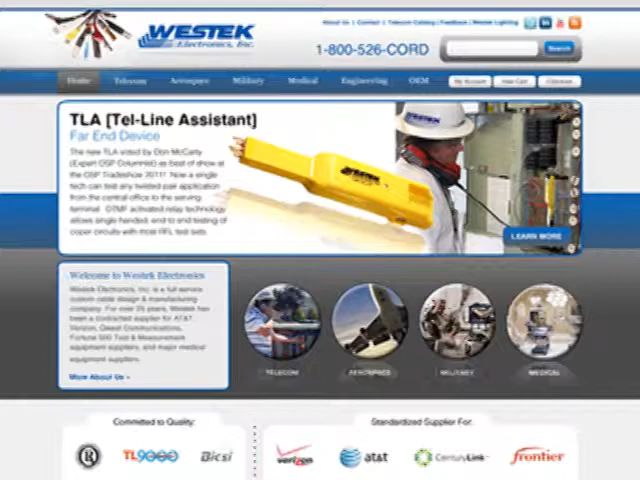 About Us | Contact | Telecom Catalog | Feedback | Westek Lighting
WESTEK
Electronics, Inc.
1-800-526-CORD
Search
Home Telecom Aerospace Military Medical Engineering OEM My Account View Cart Checkout
TLA [Tel-Line Assistant]
Far End Device
The new TLA voted by Don McCarty
(Expert OSP Columnist) as best of show at
the OSP Tradeshow 2011! Now a single
tech can test any twisted pair application
from the central office to the serving
terminal. DTMF activated relay technology
allows single handed, end to end testing of
coper circuits with most RFL test sets.
WESTEK
LEARN MORE
Welcome to Westek Electronics
Westek Electronics, Inc. is a full service
custom cable design & manufacturing
company. For over 25 years, Westek has
been a contracted supplier for AT&T
Verizon, Qwest Communications,
Fortune 500 Test & Measurement
equipment suppliers, and major medical
equipment suppliers.
More About Us »
TELECOM
AEROSPACE
MILITARY
MEDICAL
Committed to Quality:
Standardized Supplier For:
R
TL9000
Bicsi
verizon
at&t
CenturyLink
frontier